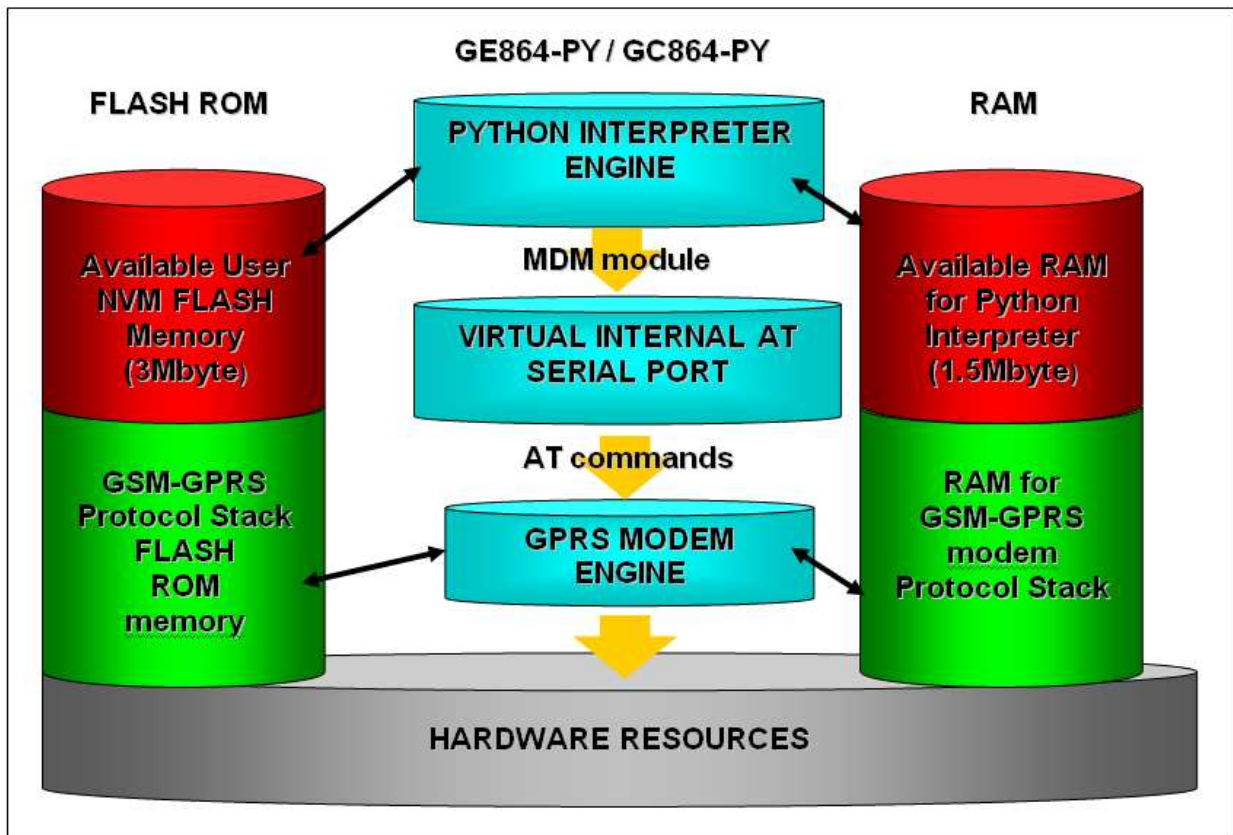 GE864-PY / GC864-PY
FLASH ROM
RAM
PYTHON INTERPRETER
ENGINE
Available User
NVM FLASH
Memory
(3Mbyte)
MDM module
Available RAM
for Python
Interpreter
(1.5Mbyte)
VIRTUAL INTERNAL AT
SERIAL PORT
AT commands
GSM-GPRS
Protocol Stack
FLASH
ROM
memory
GPRS MODEM
ENGINE
RAM for
GSM-GPRS
modem
Protocol Stack
HARDWARE RESOURCES